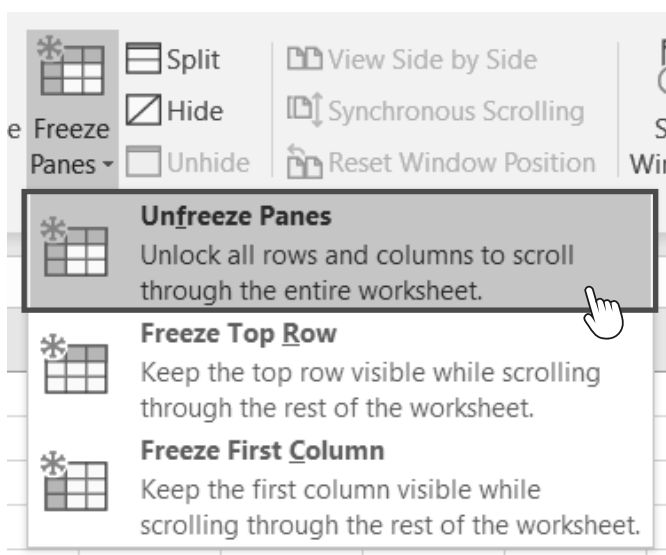 Split
Hide
Unhide
View Side by Side
Synchronous Scrolling
Reset Window Position
e Freeze
Panes
Unfreeze Panes
Unlock all rows and columns to scroll
through the entire worksheet.
Freeze Top Row
Keep the top row visible while scrolling
through the rest of the worksheet.
Freeze First Column
Keep the first column visible while
scrolling through the rest of the worksheet.